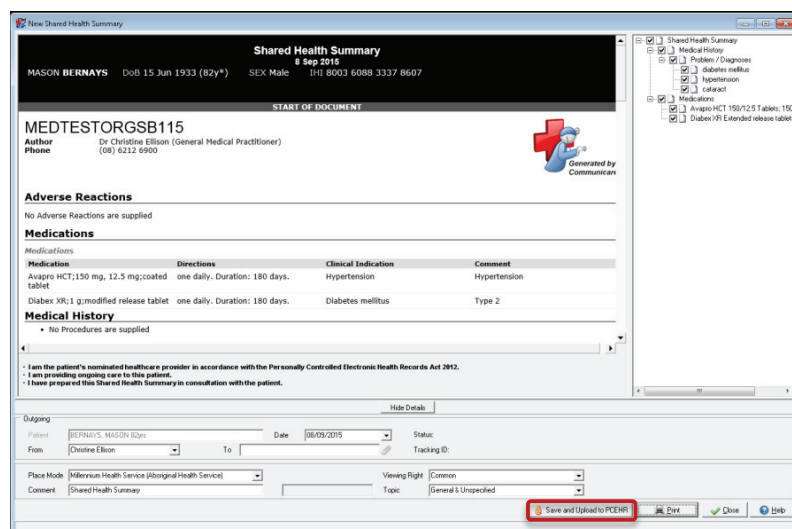 New Shared Health Summary
Shared Health Summary
8 Sep 2015
MASON BERNAYS DoB 15 Jun 1933 (82y*) SEX Male IHI 8003 6088 3337 8607
START OF DOCUMENT
MEDTESTORGSB115
Author Dr Christine Ellison (General Medical Practitioner)
Phone (08) 6212 6900
Generated by
Communicare
Adverse Reactions
No Adverse Reactions are supplied
Medications
Medications
Medication Directions Clinical Indication Comment
Avapro HCT;150 mg, 12.5 mg;coated one daily. Duration: 180 days. Hypertension Hypertension
tablet
Diabex XR;1 g;modified release tablet one daily. Duration: 180 days. Diabetes mellitus Type 2
Medical History
• No Procedures are supplied
- I am the patient's nominated healthcare provider in accordance with the Personally Controlled Electronic Health Records Act 2012.
- I am providing ongoing care to this patient.
- I have prepared this Shared Health Summary in consultation with the patient.
Shared Health Summary
Medical History
Problem / Diagnoses
diabetes mellitus
hypertension
cataract
Medications
Avapro HCT 150/12.5 Tablets; 150
Diabex XR Extended release tablet
Hide Details
Outgoing
Patient BERNAYS, MASON 82yrs Date 08/09/2015 Status:
From Christine Ellison To Tracking ID:
Place Mode Millennium Health Service (Aboriginal Health Service) Viewing Right Common
Comment Shared Health Summary Topic General & Unspecified
Save and Upload to PCEHR Print Close Help